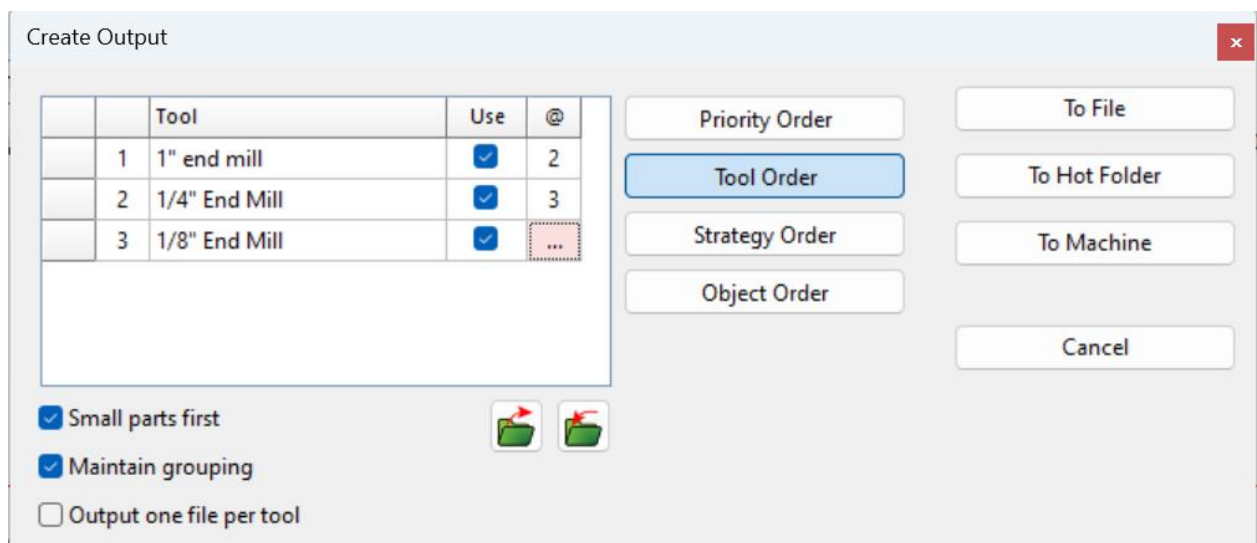 Create Output
x
Tool Use @
1 1" end mill 2
2 1/4" End Mill 3
3 1/8" End Mill ...
Priority Order
Tool Order
Strategy Order
Object Order
To File
To Hot Folder
To Machine
Cancel
Small parts first
Maintain grouping
Output one file per tool